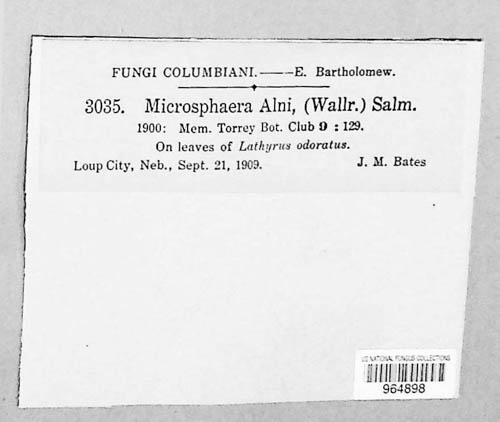 FUNGI COLUMBIANI.——E. Bartholomew.
3035. Microsphaera Alni, (Wallr.) Salm.
1900: Mem. Torrey Bot. Club 9 : 129.
On leaves of Lathyrus odoratus.
Loup City, Neb., Sept. 21, 1909. J. M. Bates
US NATIONAL FUNGUS COLLECTIONS
964898